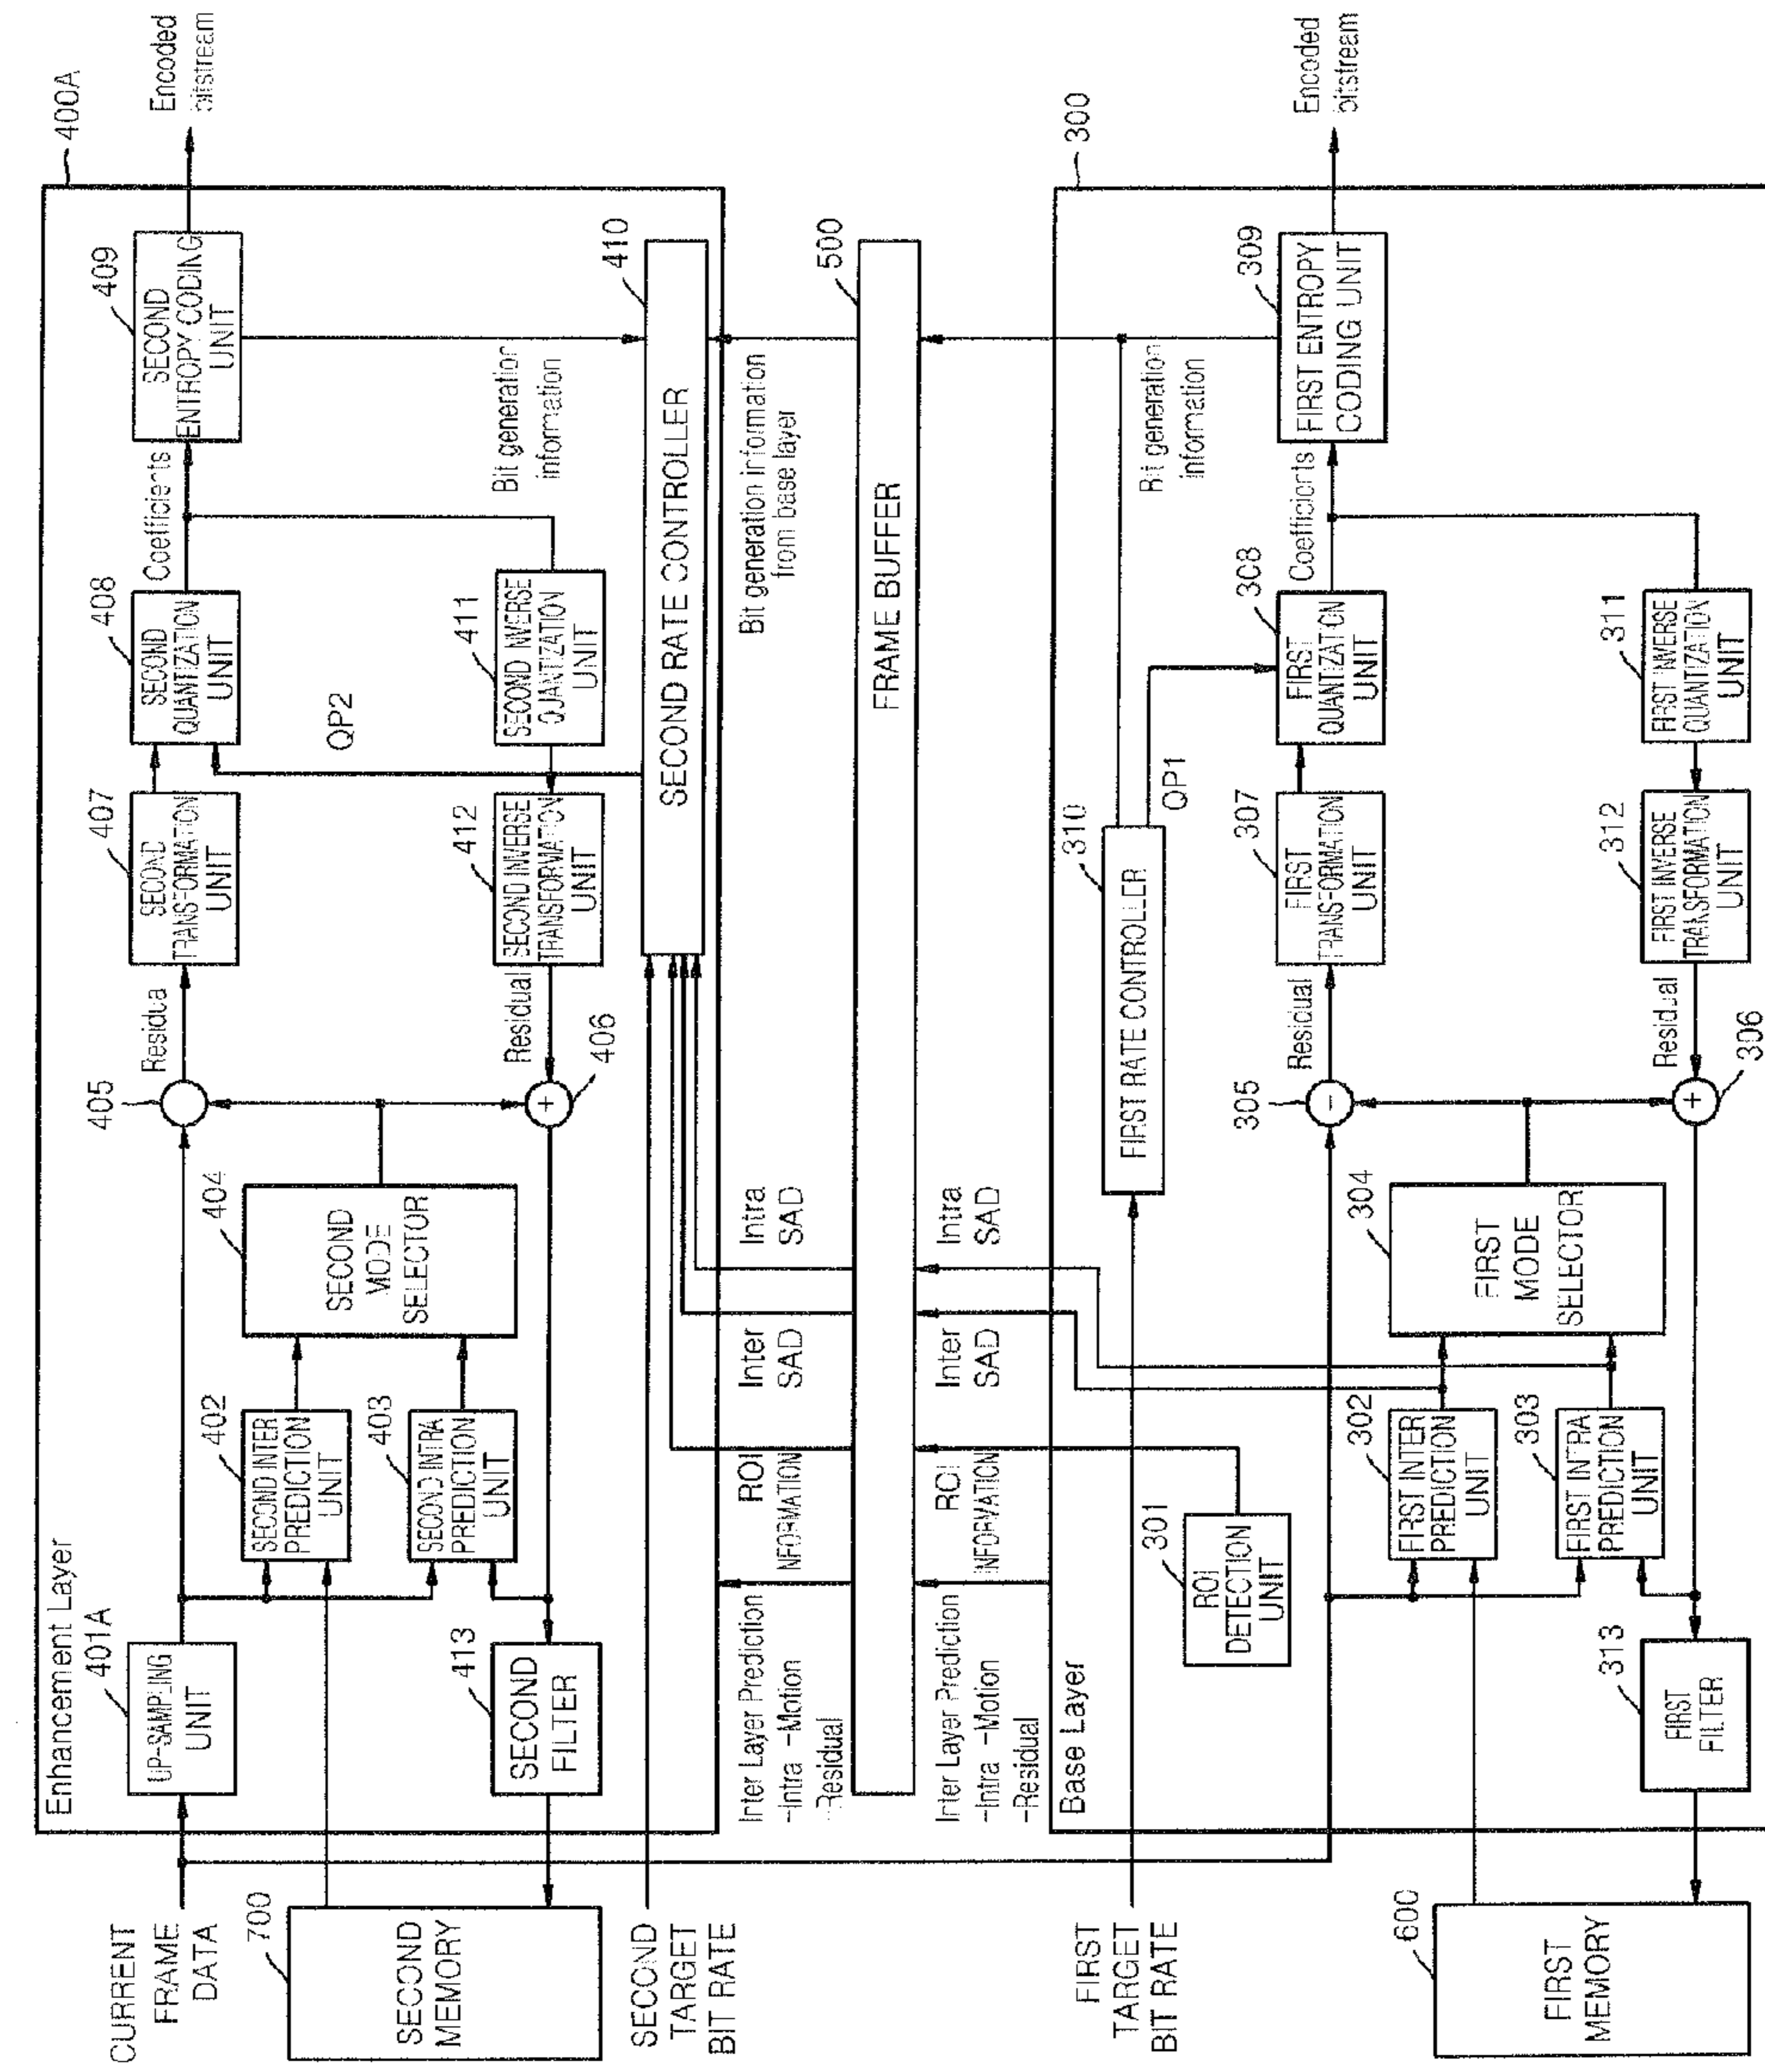 Enhancement Layer
400A
CURRENT
FRAME
DATA
401A
UP-SAMPLING
UNIT
402
SECOND INTER
PREDICTION
UNIT
403
SECOND INTRA
PREDICTION
UNIT
404
SECOND
MODE
SELECTOR
405
Residua
407
SECOND
TRANSFORMATION
UNIT
408
SECOND
QUANTIZATION
UNIT
Coefficients
409
SECOND
ENTROPY CODING
UNIT
Encoded
bitstream
700
SECOND
MEMORY
413
SECOND
FILTER
+
406
Residual
412
SECOND INVERSE
TRANSFORMATION
UNIT
QP2
411
SECOND INVERSE
QUANTIZATION
UNIT
Bit generation
information
SECOND
TARGET
BIT RATE
410
SECOND RATE CONTROLLER
Inter Layer Prediction
-Intra -Motion
-Residual
ROI
INFORMATION
Inter
SAD
Intra
SAD
Bit generation information
from base layer
500
FRAME BUFFER
Inter Layer Prediction
-Intra -Motion
-Residual
ROI
INFORMATION
Inter
SAD
Intra
SAD
Base Layer
300
FIRST
TARGET
BIT RATE
310
FIRST RATE CONTROLLER
QP1
Bit generation
information
301
ROI
DETECTION
UNIT
302
FIRST INTER
PREDICTION
UNIT
303
FIRST INTRA
PREDICTION
UNIT
304
FIRST
MODE
SELECTOR
305
-
Residual
307
FIRST
TRANSFORMATION
UNIT
308
FIRST
QUANTIZATION
UNIT
Coefficients
309
FIRST ENTROPY
CODING UNIT
Encoded
bitstream
600
FIRST
MEMORY
313
FIRST
FILTER
+
306
Residual
312
FIRST INVERSE
TRANSFORMATION
UNIT
311
FIRST INVERSE
QUANTIZATION
UNIT